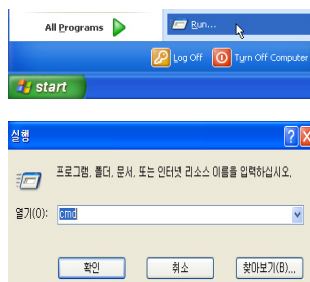 All Programs
Run...
Log Off
Turn Off Computer
start
실행
프로그램, 폴더, 문서, 또는 인터넷 리소스 이름을 입력하십시오.
열기(O):
cmd
확인
취소
찾아보기(B)...